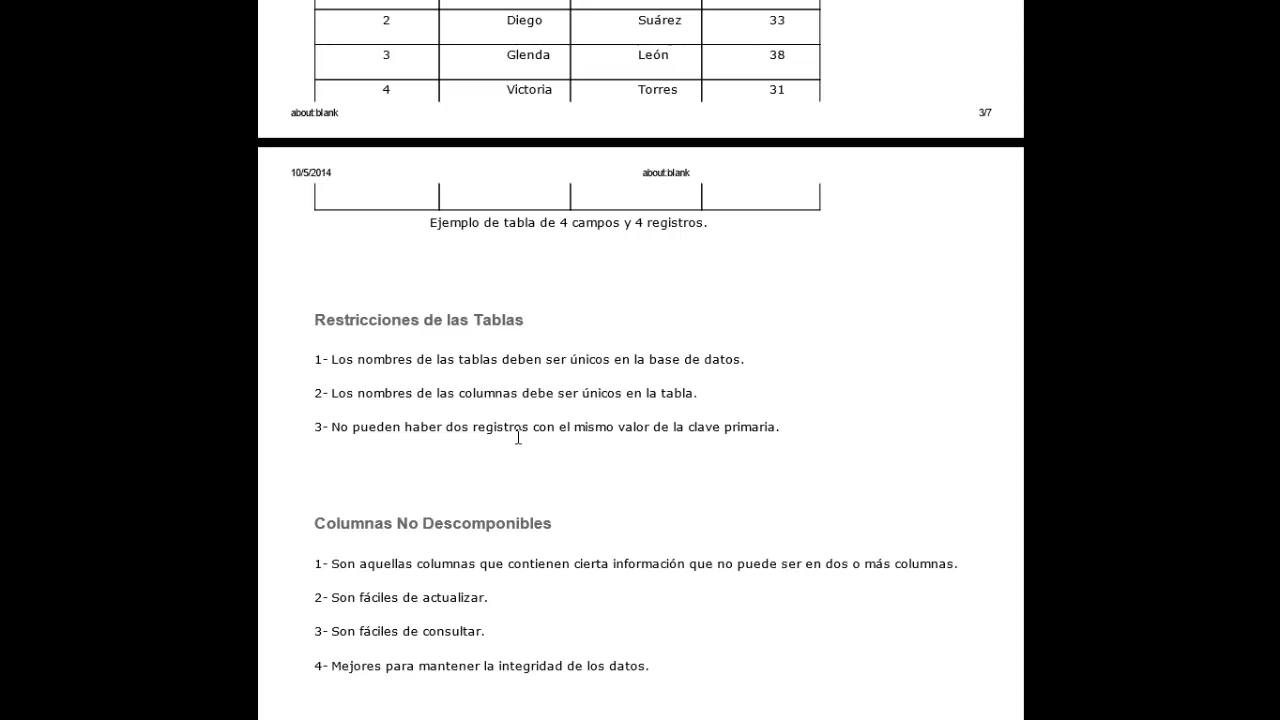 2 Diego Suárez 33
3 Glenda León 38
4 Victoria Torres 31
about:blank 3/7
10/5/2014 about:blank
Ejemplo de tabla de 4 campos y 4 registros.
Restricciones de las Tablas
1- Los nombres de las tablas deben ser únicos en la base de datos.
2- Los nombres de las columnas debe ser únicos en la tabla.
3- No pueden haber dos registros con el mismo valor de la clave primaria.
Columnas No Descomponibles
1- Son aquellas columnas que contienen cierta información que no puede ser en dos o más columnas.
2- Son fáciles de actualizar.
3- Son fáciles de consultar.
4- Mejores para mantener la integridad de los datos.